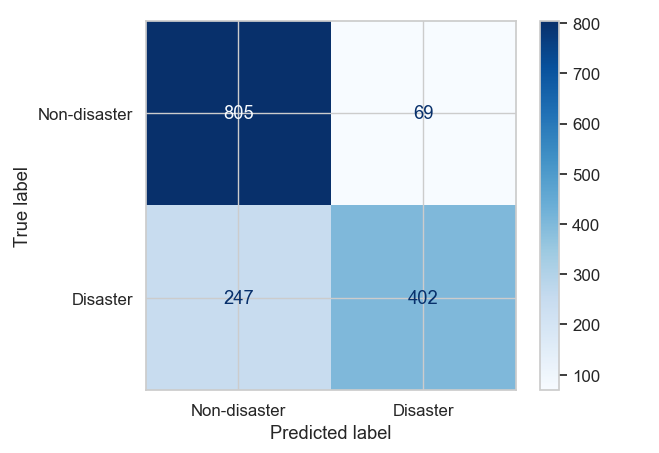 800
700
Non-disaster 805 69
600
True label
500
400
Disaster 247 402
300
200
100
Non-disaster Disaster
Predicted label